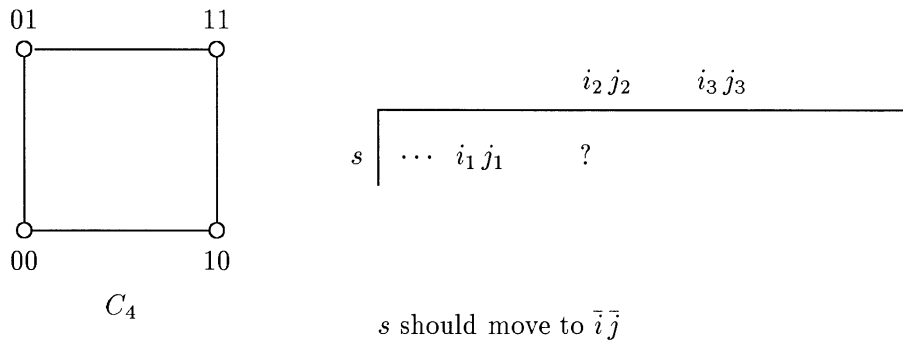 01 11
00 10
C₄
i₂ j₂ i₃ j₃
s ⋯ i₁ j₁ ?
s should move to ī j̄